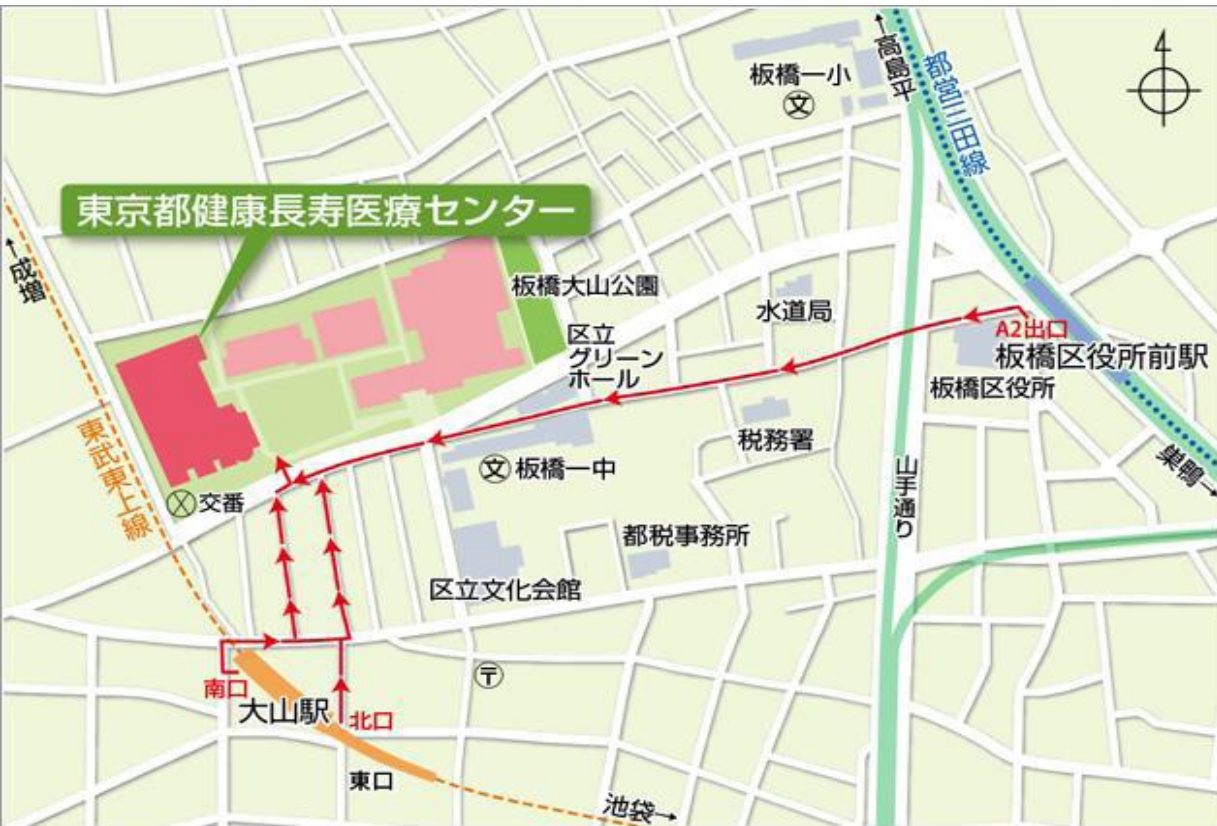 板橋一小
文
←高島平
都営三田線
東京都健康長寿医療センター
←成増
板橋大山公園
水道局
区立
グリーン
ホール
A2出口
板橋区役所前駅
板橋区役所
税務署
東武東上線
文 板橋一中
巣鴨→
交番
山手通り
都税事務所
区立文化会館
〒
南口
大山駅
北口
東口
池袋→